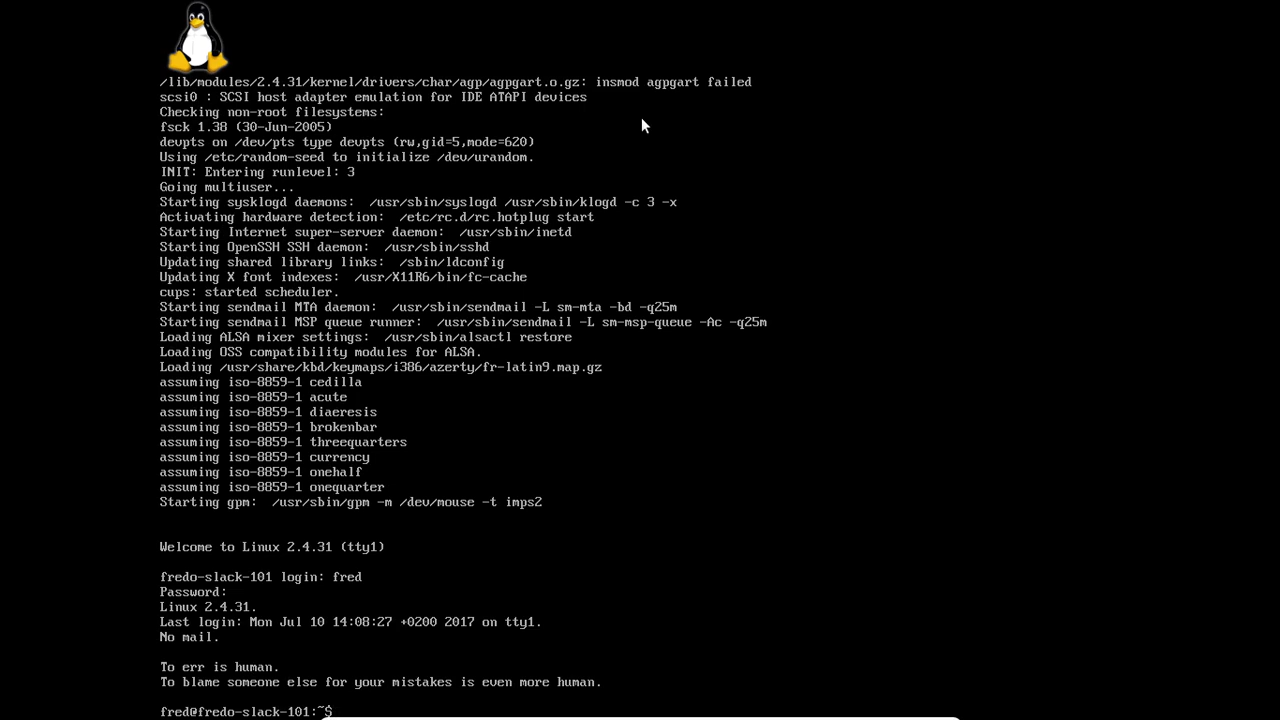 /lib/modules/2.4.31/kernel/drivers/char/agp/agpgart.o.gz: insmod agpgart failed
scsi0 : SCSI host adapter emulation for IDE ATAPI devices
Checking non-root filesystems:
fsck 1.38 (30-Jun-2005)
devpts on /dev/pts type devpts (rw,gid=5,mode=620)
Using /etc/random-seed to initialize /dev/urandom.
INIT: Entering runlevel: 3
Going multiuser...
Starting sysklogd daemons:  /usr/sbin/syslogd /usr/sbin/klogd -c 3 -x
Activating hardware detection:  /etc/rc.d/rc.hotplug start
Starting Internet super-server daemon:  /usr/sbin/inetd
Starting OpenSSH SSH daemon:  /usr/sbin/sshd
Updating shared library links:  /sbin/ldconfig
Updating X font indexes:  /usr/X11R6/bin/fc-cache
cups: started scheduler.
Starting sendmail MTA daemon:  /usr/sbin/sendmail -L sm-mta -bd -q25m
Starting sendmail MSP queue runner:  /usr/sbin/sendmail -L sm-msp-queue -Ac -q25m
Loading ALSA mixer settings:  /usr/sbin/alsactl restore
Loading OSS compatibility modules for ALSA.
Loading /usr/share/kbd/keymaps/i386/azerty/fr-latin9.map.gz
assuming iso-8859-1 cedilla
assuming iso-8859-1 acute
assuming iso-8859-1 diaeresis
assuming iso-8859-1 brokenbar
assuming iso-8859-1 threequarters
assuming iso-8859-1 currency
assuming iso-8859-1 onehalf
assuming iso-8859-1 onequarter
Starting gpm:  /usr/sbin/gpm -m /dev/mouse -t imps2
Welcome to Linux 2.4.31 (tty1)
fredo-slack-101 login: fred
Password:
Linux 2.4.31.
Last login: Mon Jul 10 14:08:27 +0200 2017 on tty1.
No mail.
To err is human.
To blame someone else for your mistakes is even more human.
fred@fredo-slack-101:~$